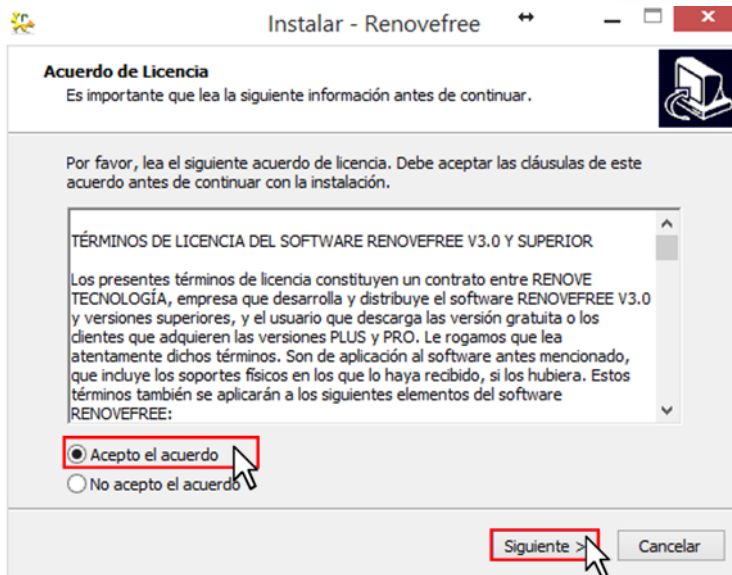 Instalar - Renovefree
Acuerdo de Licencia
Es importante que lea la siguiente información antes de continuar.
Por favor, lea el siguiente acuerdo de licencia. Debe aceptar las cláusulas de este
acuerdo antes de continuar con la instalación.
TÉRMINOS DE LICENCIA DEL SOFTWARE RENOVEFREE V3.0 Y SUPERIOR
Los presentes términos de licencia constituyen un contrato entre RENOVE
TECNOLOGÍA, empresa que desarrolla y distribuye el software RENOVEFREE V3.0
y versiones superiores, y el usuario que descarga las versión gratuita o los
clientes que adquieren las versiones PLUS y PRO. Le rogamos que lea
atentamente dichos términos. Son de aplicación al software antes mencionado,
que incluye los soportes físicos en los que lo haya recibido, si los hubiera. Estos
términos también se aplicarán a los siguientes elementos del software
RENOVEFREE:
Acepto el acuerdo
No acepto el acuerdo
Siguiente >
Cancelar